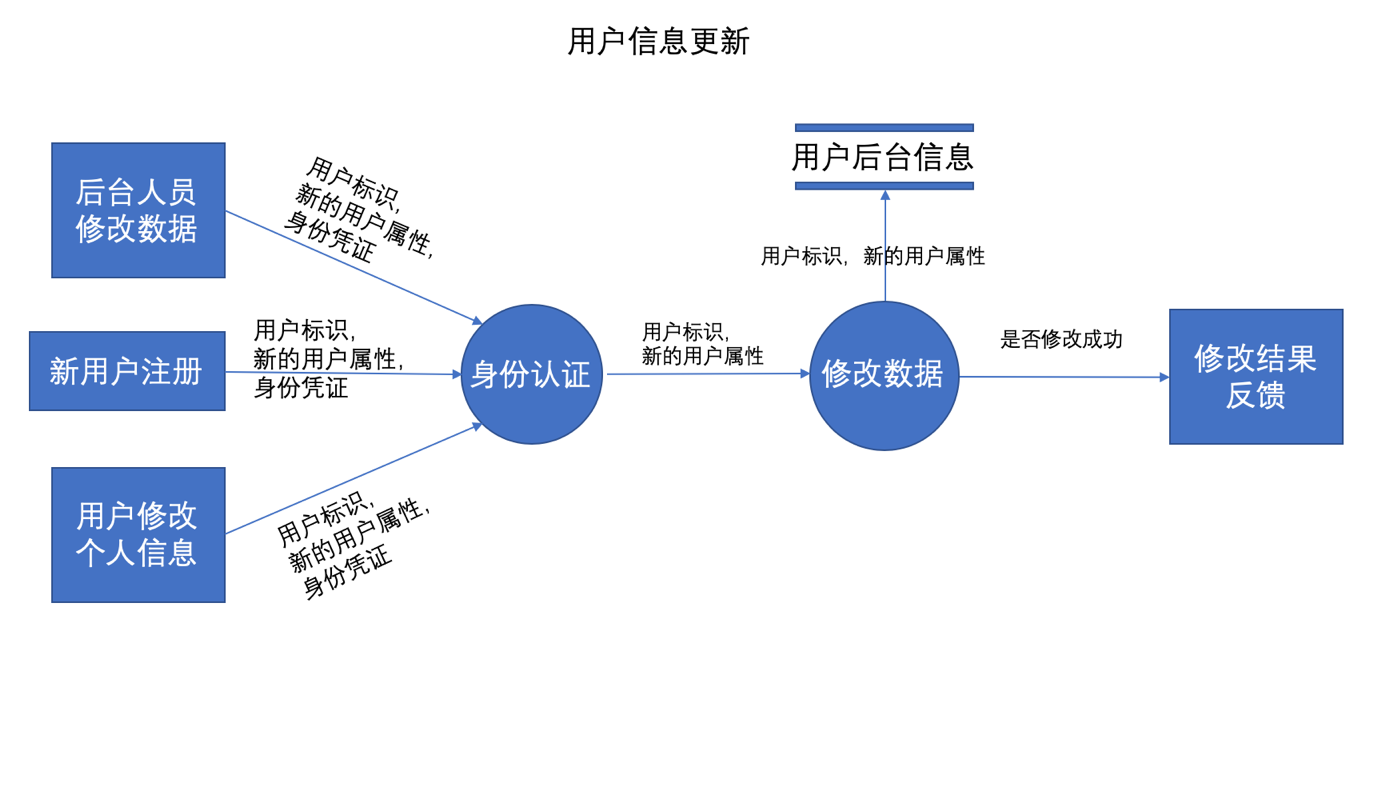 用户信息更新
用户后台信息
后台人员
修改数据
用户标识,
新的用户属性,
身份凭证
用户标识,  新的用户属性
新用户注册
用户标识,
新的用户属性,
身份凭证
身份认证
用户标识,
新的用户属性
修改数据
是否修改成功
修改结果
反馈
用户修改
个人信息
用户标识,
新的用户属性,
身份凭证